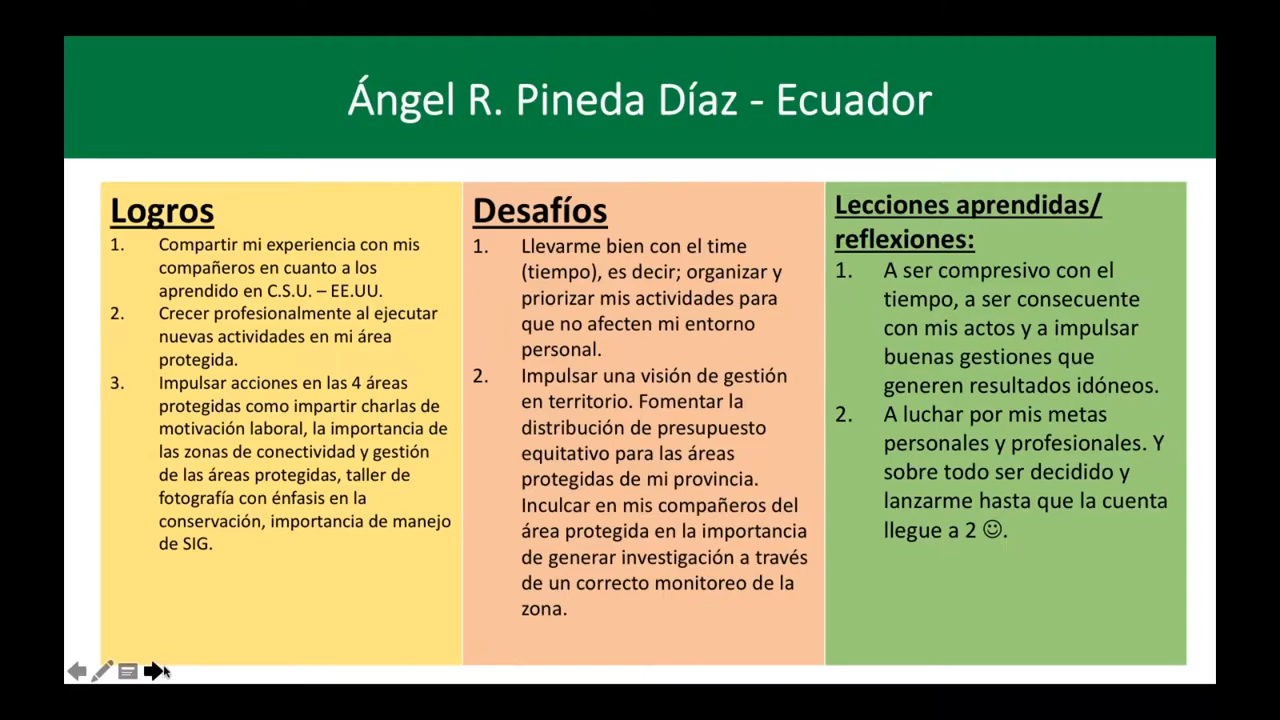 Ángel R. Pineda Díaz - Ecuador
Logros
1. Compartir mi experiencia con mis
compañeros en cuanto a los
aprendido en C.S.U. – EE.UU.
2. Crecer profesionalmente al ejecutar
nuevas actividades en mi área
protegida.
3. Impulsar acciones en las 4 áreas
protegidas como impartir charlas de
motivación laboral, la importancia de
las zonas de conectividad y gestión
de las áreas protegidas, taller de
fotografía con énfasis en la
conservación, importancia de manejo
de SIG.
Desafíos
1. Llevarme bien con el time
(tiempo), es decir; organizar y
priorizar mis actividades para
que no afecten mi entorno
personal.
2. Impulsar una visión de gestión
en territorio. Fomentar la
distribución de presupuesto
equitativo para las áreas
protegidas de mi provincia.
Inculcar en mis compañeros del
área protegida en la importancia
de generar investigación a través
de un correcto monitoreo de la
zona.
Lecciones aprendidas/
reflexiones:
1. A ser compresivo con el
tiempo, a ser consecuente
con mis actos y a impulsar
buenas gestiones que
generen resultados idóneos.
2. A luchar por mis metas
personales y profesionales. Y
sobre todo ser decidido y
lanzarme hasta que la cuenta
llegue a 2 ☺.